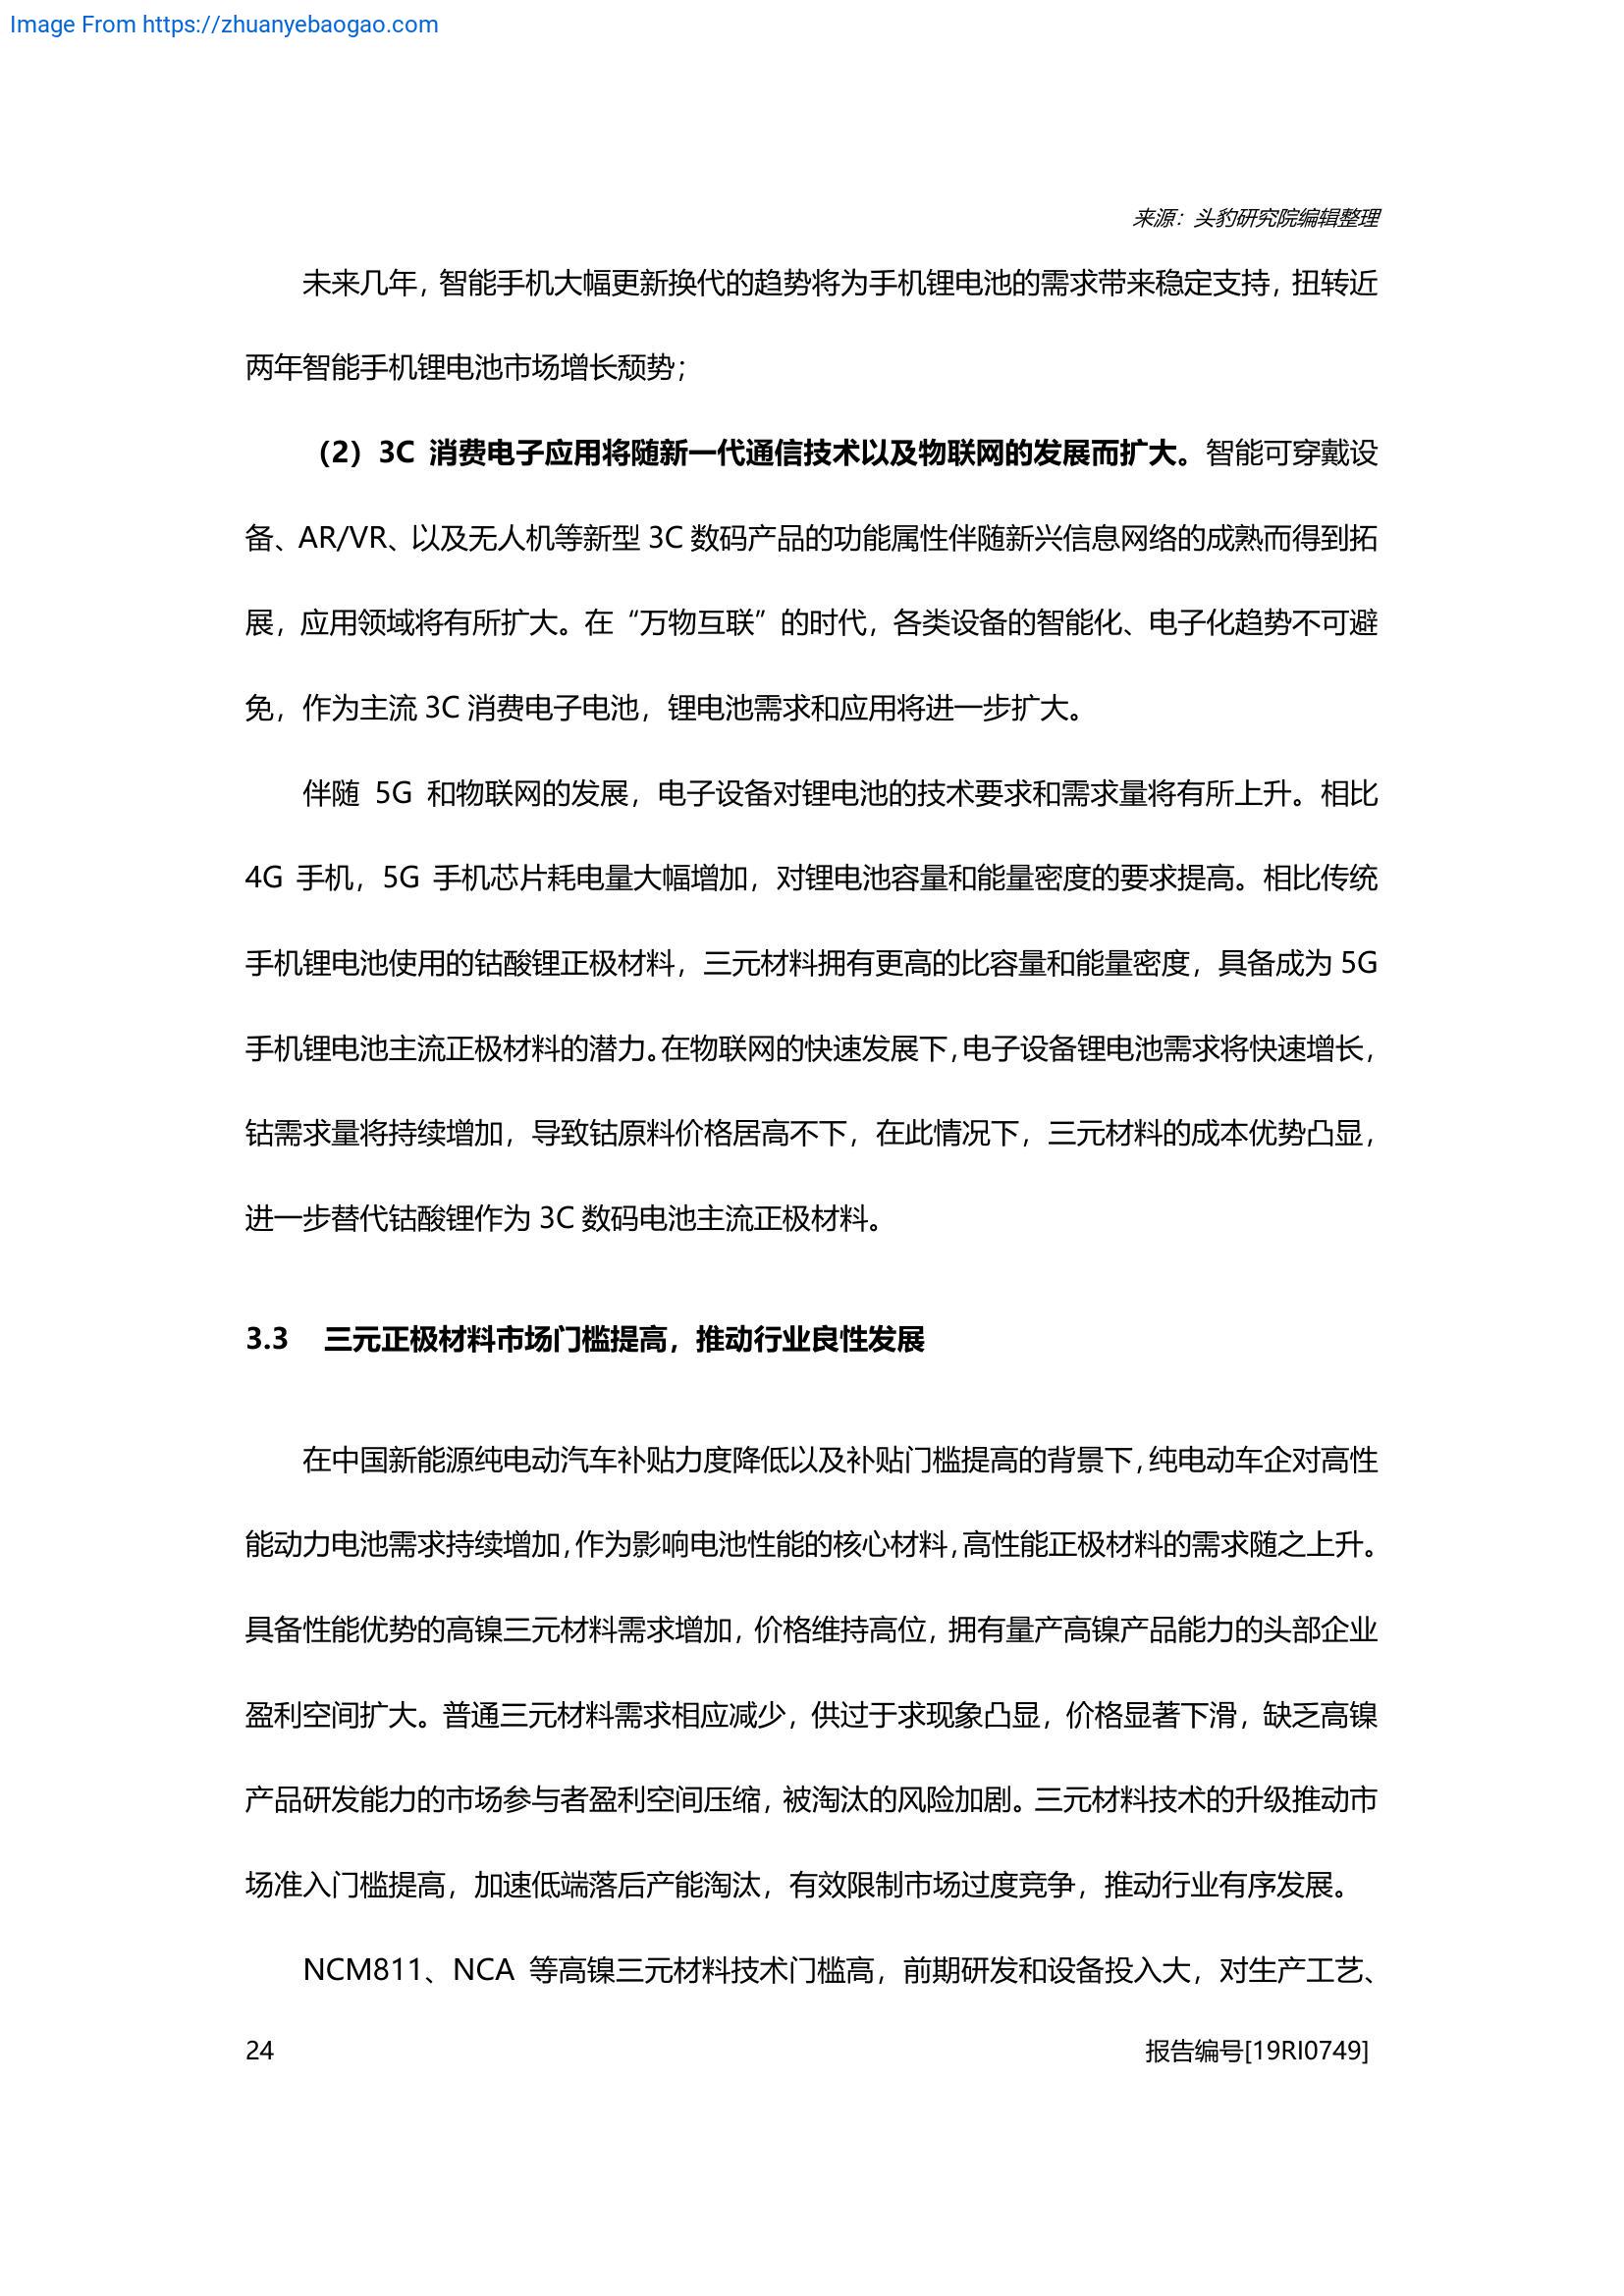 Image From https://zhuanyebaogao.com
来源：头豹研究院编辑整理
未来几年，智能手机大幅更新换代的趋势将为手机锂电池的需求带来稳定支持，扭转近
两年智能手机锂电池市场增长颓势；
（2）3C 消费电子应用将随新一代通信技术以及物联网的发展而扩大。智能可穿戴设
备、AR/VR、以及无人机等新型 3C 数码产品的功能属性伴随新兴信息网络的成熟而得到拓
展，应用领域将有所扩大。在“万物互联”的时代，各类设备的智能化、电子化趋势不可避
免，作为主流 3C 消费电子电池，锂电池需求和应用将进一步扩大。
伴随 5G 和物联网的发展，电子设备对锂电池的技术要求和需求量将有所上升。相比
4G 手机，5G 手机芯片耗电量大幅增加，对锂电池容量和能量密度的要求提高。相比传统
手机锂电池使用的钴酸锂正极材料，三元材料拥有更高的比容量和能量密度，具备成为 5G
手机锂电池主流正极材料的潜力。在物联网的快速发展下，电子设备锂电池需求将快速增长，
钴需求量将持续增加，导致钴原料价格居高不下，在此情况下，三元材料的成本优势凸显，
进一步替代钴酸锂作为 3C 数码电池主流正极材料。
3.3 三元正极材料市场门槛提高，推动行业良性发展
在中国新能源纯电动汽车补贴力度降低以及补贴门槛提高的背景下，纯电动车企对高性
能动力电池需求持续增加，作为影响电池性能的核心材料，高性能正极材料的需求随之上升。
具备性能优势的高镍三元材料需求增加，价格维持高位，拥有量产高镍产品能力的头部企业
盈利空间扩大。普通三元材料需求相应减少，供过于求现象凸显，价格显著下滑，缺乏高镍
产品研发能力的市场参与者盈利空间压缩，被淘汰的风险加剧。三元材料技术的升级推动市
场准入门槛提高，加速低端落后产能淘汰，有效限制市场过度竞争，推动行业有序发展。
NCM811、NCA 等高镍三元材料技术门槛高，前期研发和设备投入大，对生产工艺、
24 报告编号[19RI0749]